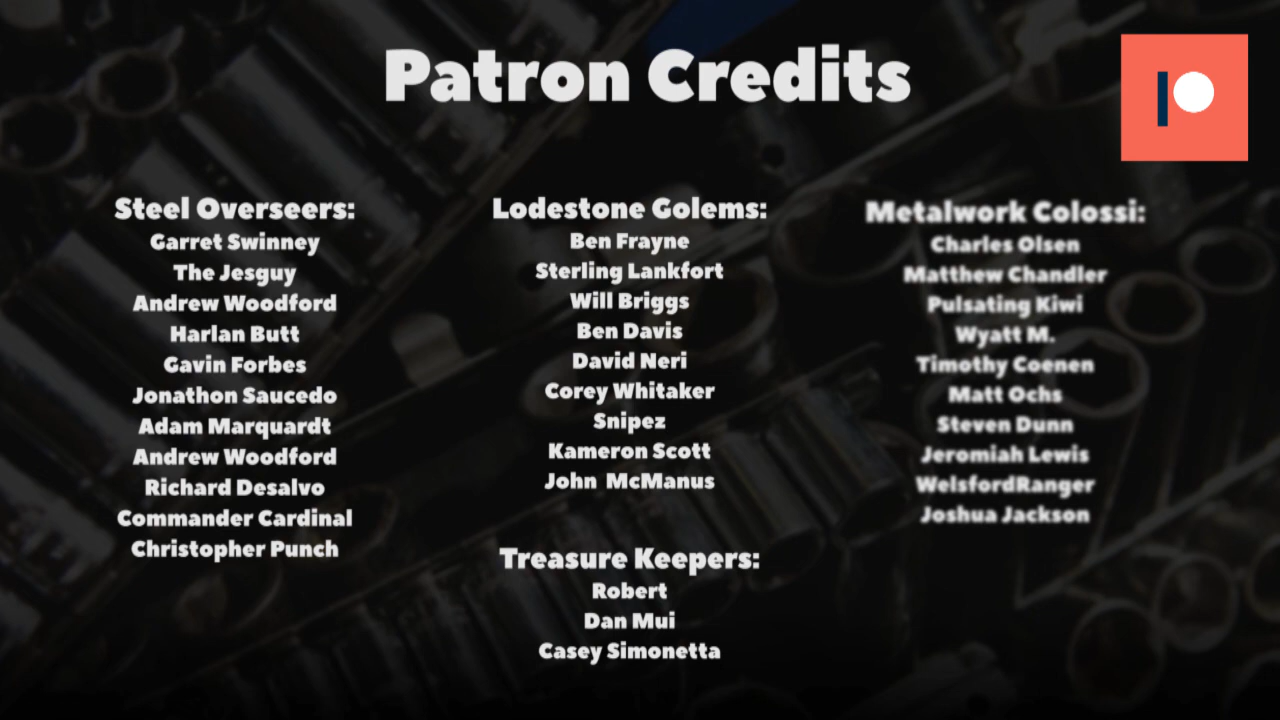 Patron Credits
Steel Overseers:
Garret Swinney
The Jesguy
Andrew Woodford
Harlan Butt
Gavin Forbes
Jonathon Saucedo
Adam Marquardt
Andrew Woodford
Richard Desalvo
Commander Cardinal
Christopher Punch
Lodestone Golems:
Ben Frayne
Sterling Lankfort
Will Briggs
Ben Davis
David Neri
Corey Whitaker
Snipez
Kameron Scott
John McManus
Treasure Keepers:
Robert
Dan Mui
Casey Simonetta
Metalwork Colossi:
Charles Olsen
Matthew Chandler
Pulsating Kiwi
Wyatt M.
Timothy Coenen
Matt Ochs
Steven Dunn
Jeromiah Lewis
WelsfordRanger
Joshua Jackson